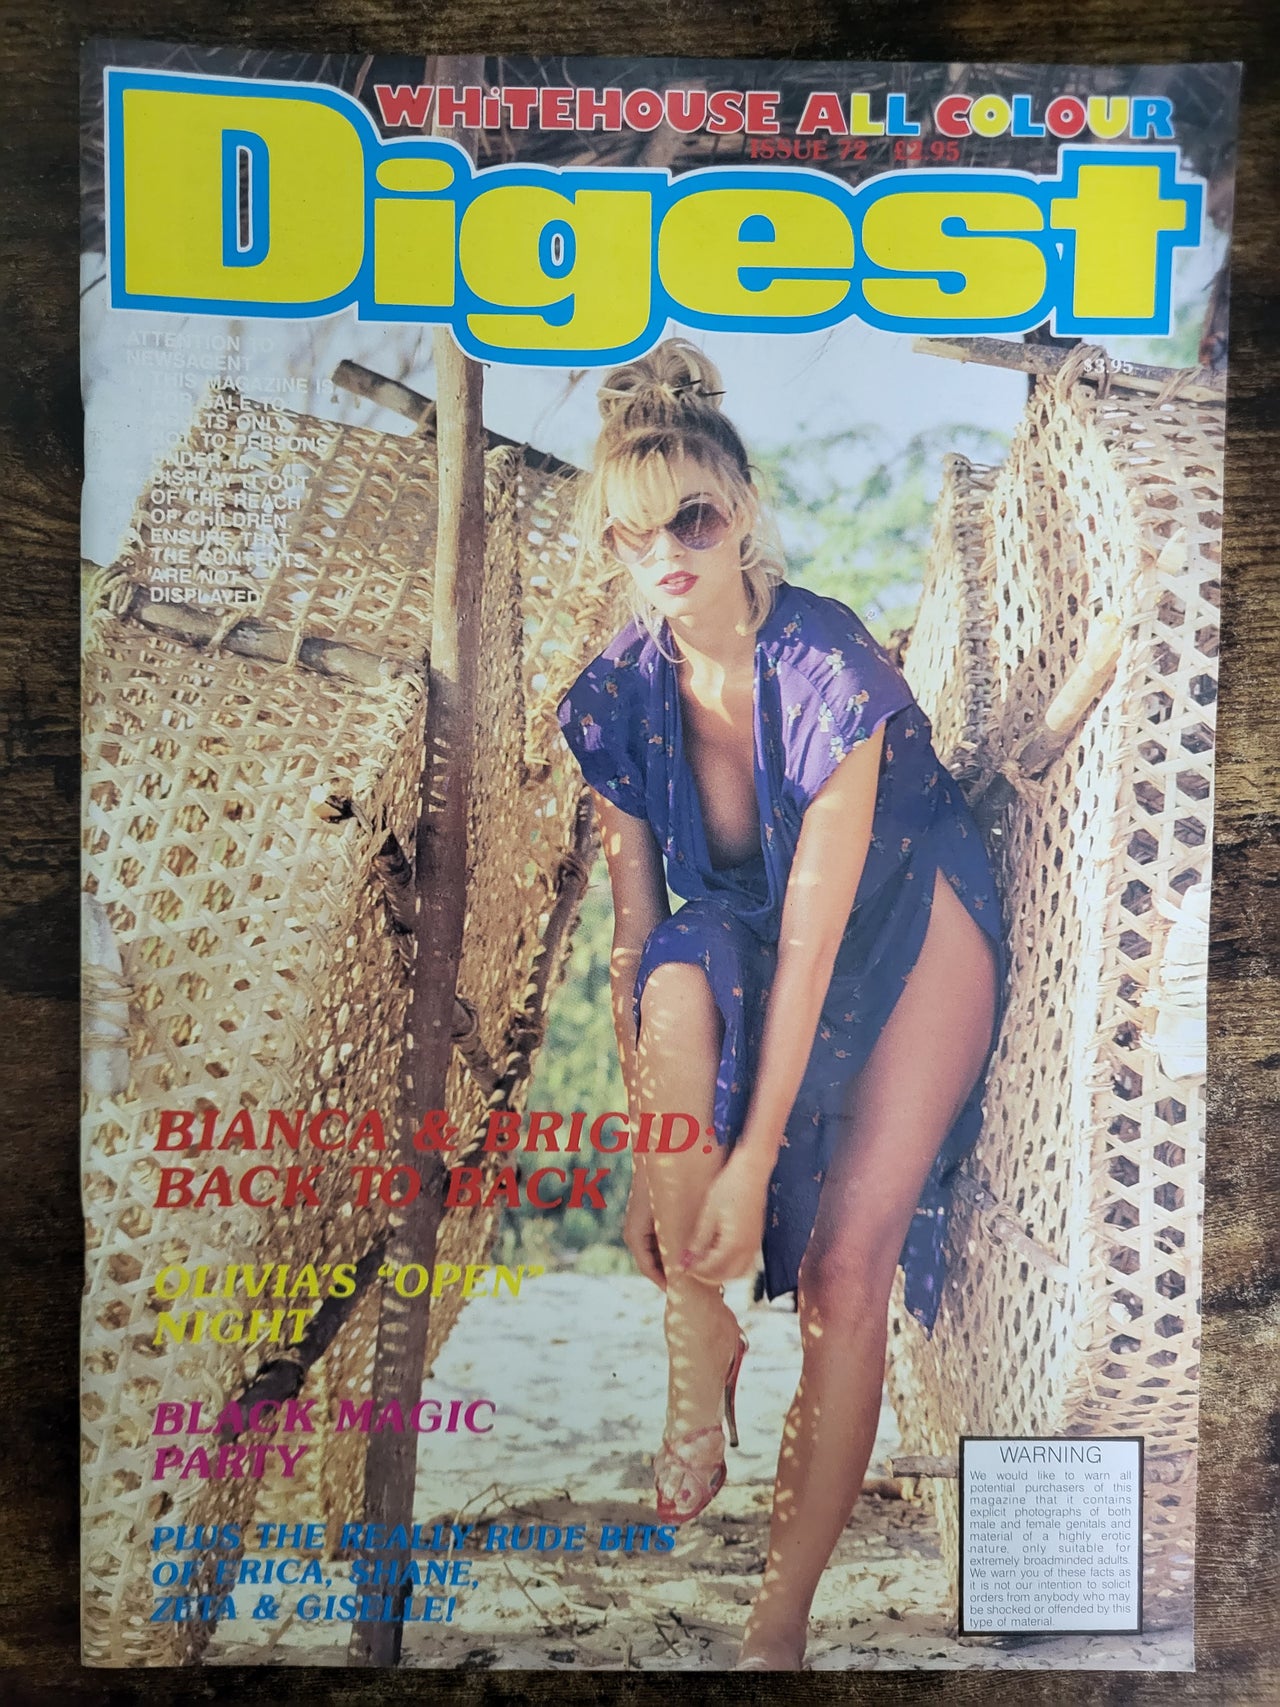 WHiTEHOUSE ALL COLOUR
ISSUE 72 £2.95
Digest
$3.95
ATTENTION TO
NEWSAGENT
THIS MAGAZINE IS
FOR SALE TO
ADULTS ONLY
NOT TO PERSONS
UNDER 18.
DISPLAY IT OUT
OF THE REACH
OF CHILDREN
ENSURE THAT
THE CONTENTS
ARE NOT
DISPLAYED
BIANCA & BRIGID:
BACK TO BACK
OLIVIA'S "OPEN"
NIGHT
BLACK MAGIC
PARTY
PLUS THE REALLY RUDE BITS
OF ERICA, SHANE,
ZETA & GISELLE!
WARNING
We would like to warn all
potential purchasers of this
magazine that it contains
explicit photographs of both
male and female genitals and
material of a highly erotic
nature, only suitable for
extremely broadminded adults.
We warn you of these facts as
it is not our intention to solicit
orders from anybody who may
be shocked or offended by this
type of material.